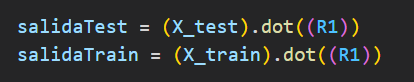 salidaTest = (X_test).dot((R1))
salidaTrain = (X_train).dot((R1))